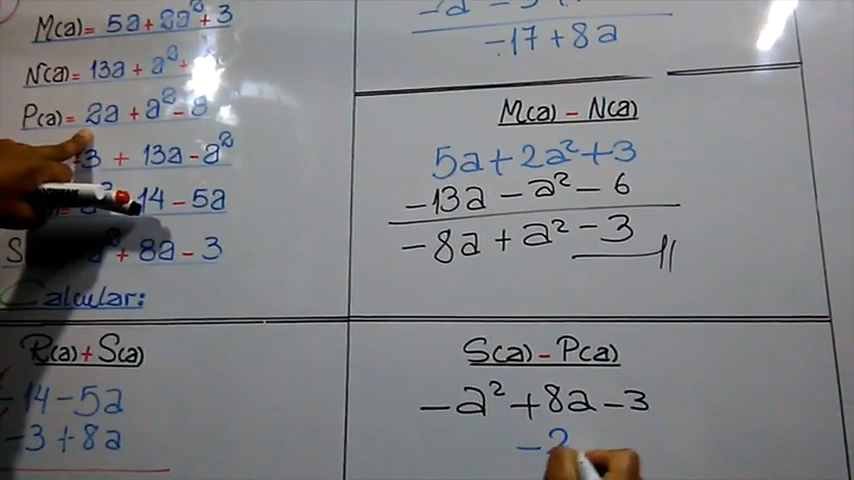 M(a)= 5a + 2a² + 3
N(a)= 13a + a² +
P(a)= 2a + a² - 8
3 + 13a - a²
14 - 5a
S a² + 8a - 3
Calcular:
R(a) + S(a)
- 14 - 5a
- 3 + 8a
-17 + 8a
M(a) - N(a)
5a + 2a² + 3
-13a - a² - 6
-8a + a² - 3
S(a) - P(a)
-a² + 8a - 3
-2